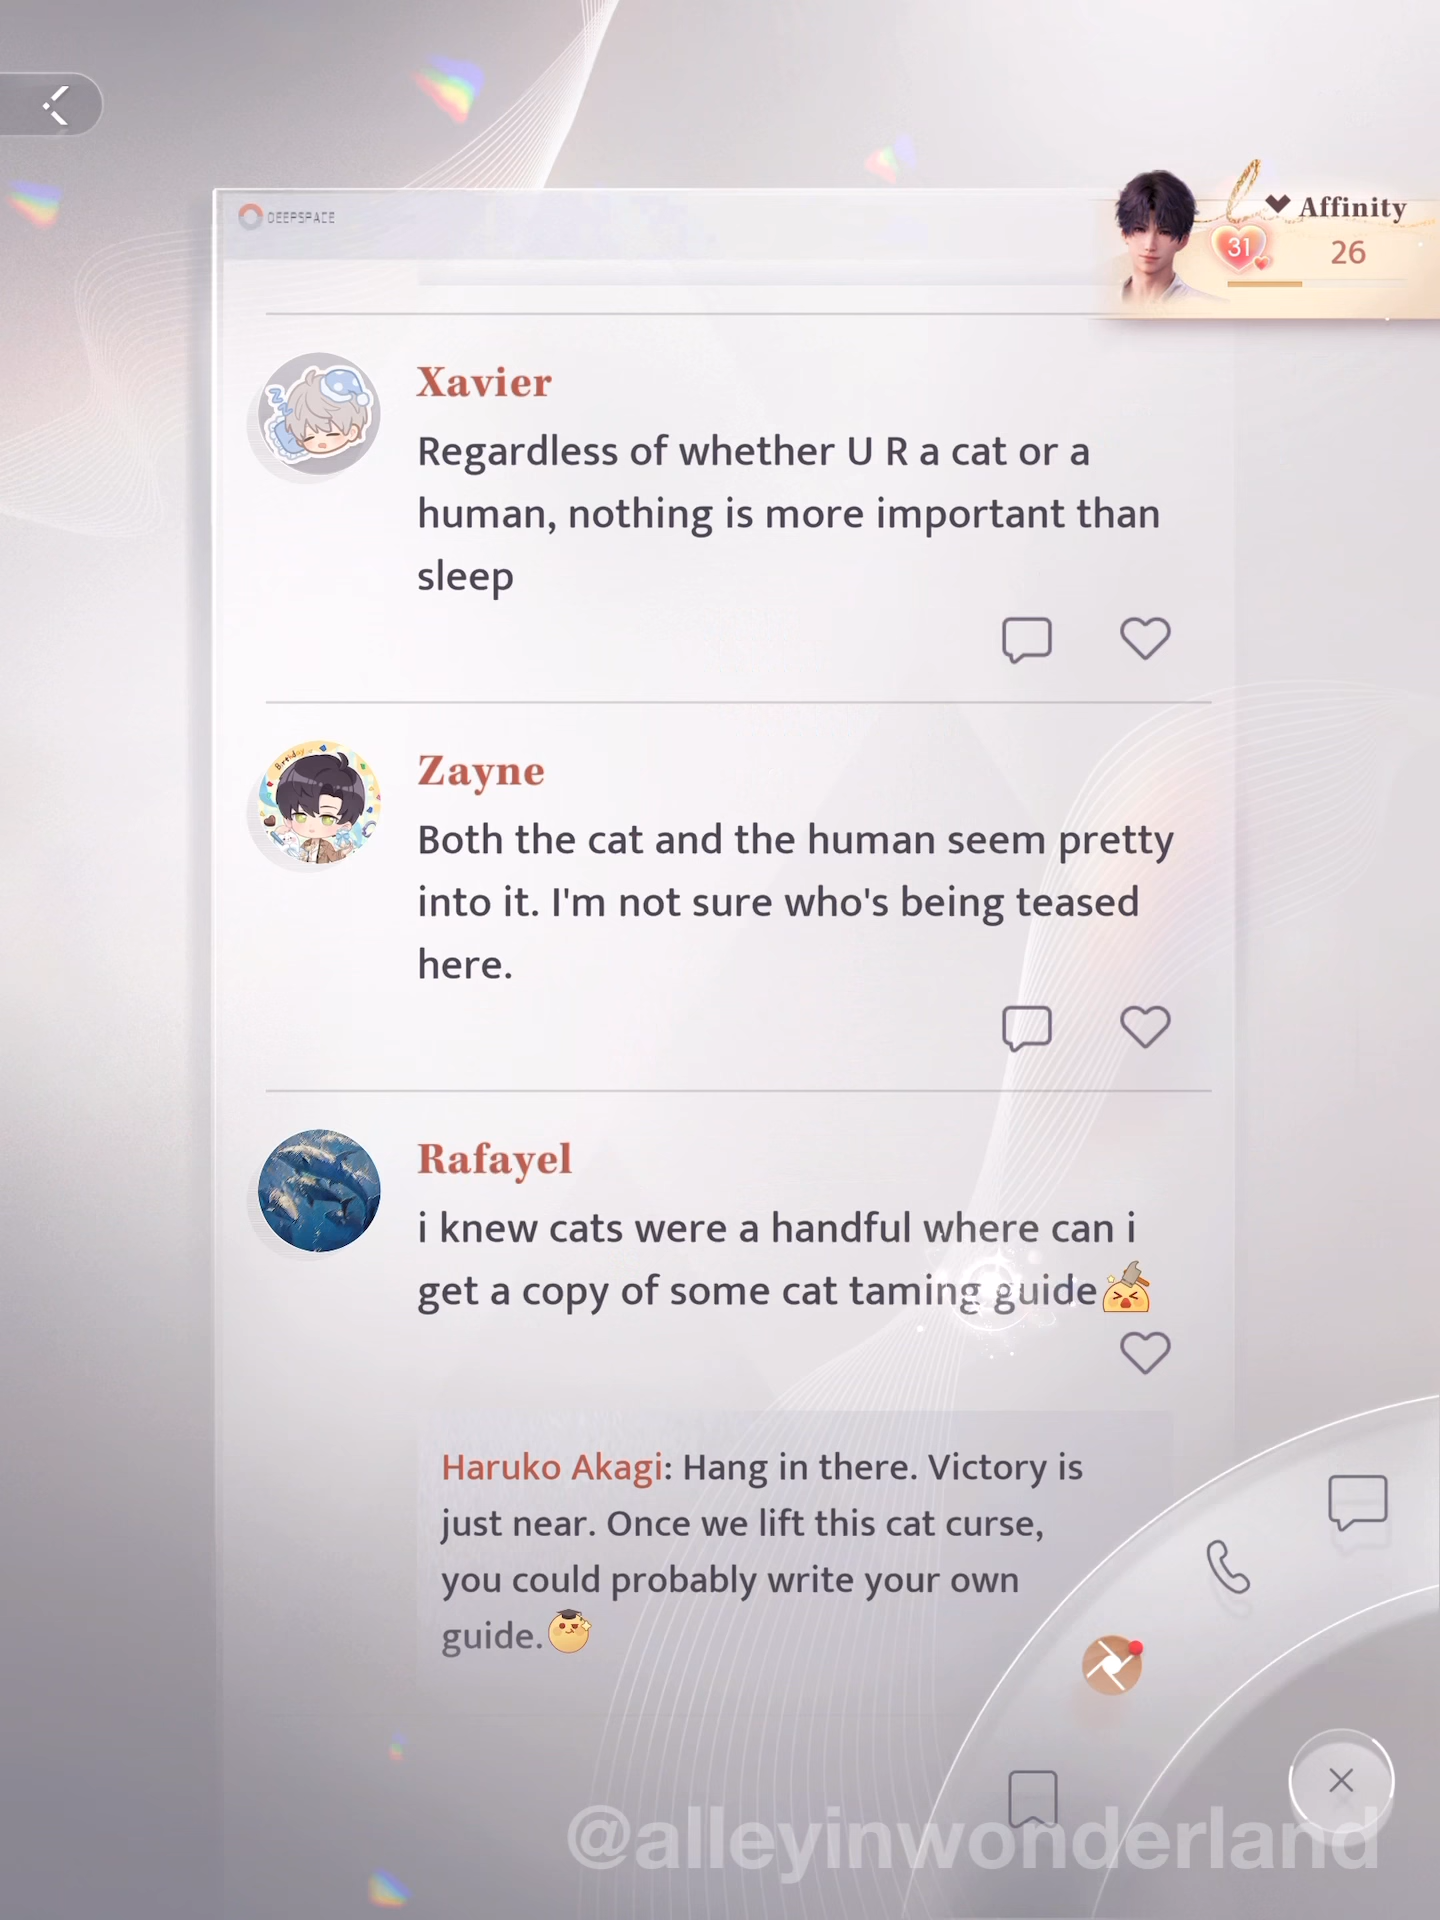 DEEPSPACE
Affinity
31
26
Xavier
Regardless of whether U R a cat or a
human, nothing is more important than
sleep
Birthday
Zayne
Both the cat and the human seem pretty
into it. I'm not sure who's being teased
here.
Rafayel
i knew cats were a handful where can i
get a copy of some cat taming guide
Haruko Akagi: Hang in there. Victory is
just near. Once we lift this cat curse,
you could probably write your own
guide.
@alleyinwonderland